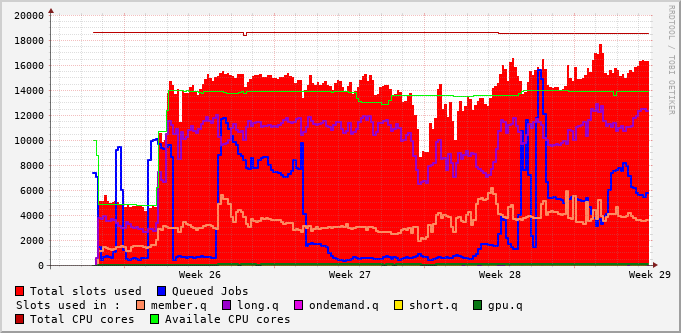 20000
18000
16000
14000
12000
10000
8000
6000
4000
2000
0
Week 26 Week 27 Week 28 Week 29
RRDTOOL / TOBI OETIKER
Total slots used Queued Jobs
Slots used in : member.q long.q ondemand.q short.q gpu.q
Total CPU cores Availale CPU cores